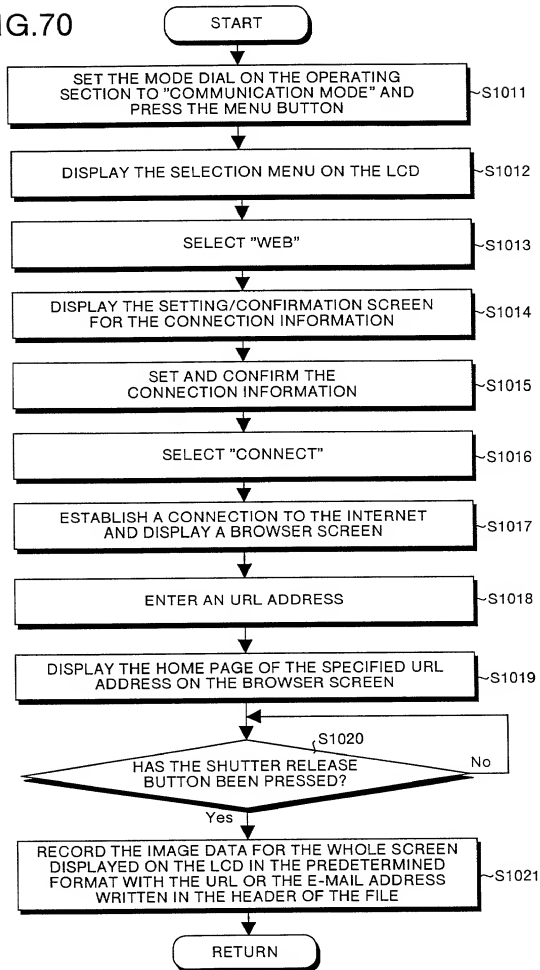 IG.70
START
SET THE MODE DIAL ON THE OPERATING
SECTION TO "COMMUNICATION MODE" AND
PRESS THE MENU BUTTON
S1011
DISPLAY THE SELECTION MENU ON THE LCD
S1012
SELECT "WEB"
S1013
DISPLAY THE SETTING/CONFIRMATION SCREEN
FOR THE CONNECTION INFORMATION
S1014
SET AND CONFIRM THE
CONNECTION INFORMATION
S1015
SELECT "CONNECT"
S1016
ESTABLISH A CONNECTION TO THE INTERNET
AND DISPLAY A BROWSER SCREEN
S1017
ENTER AN URL ADDRESS
S1018
DISPLAY THE HOME PAGE OF THE SPECIFIED URL
ADDRESS ON THE BROWSER SCREEN
S1019
S1020
HAS THE SHUTTER RELEASE
BUTTON BEEN PRESSED?
No
Yes
RECORD THE IMAGE DATA FOR THE WHOLE SCREEN
DISPLAYED ON THE LCD IN THE PREDETERMINED
FORMAT WITH THE URL OR THE E-MAIL ADDRESS
WRITTEN IN THE HEADER OF THE FILE
S1021
RETURN